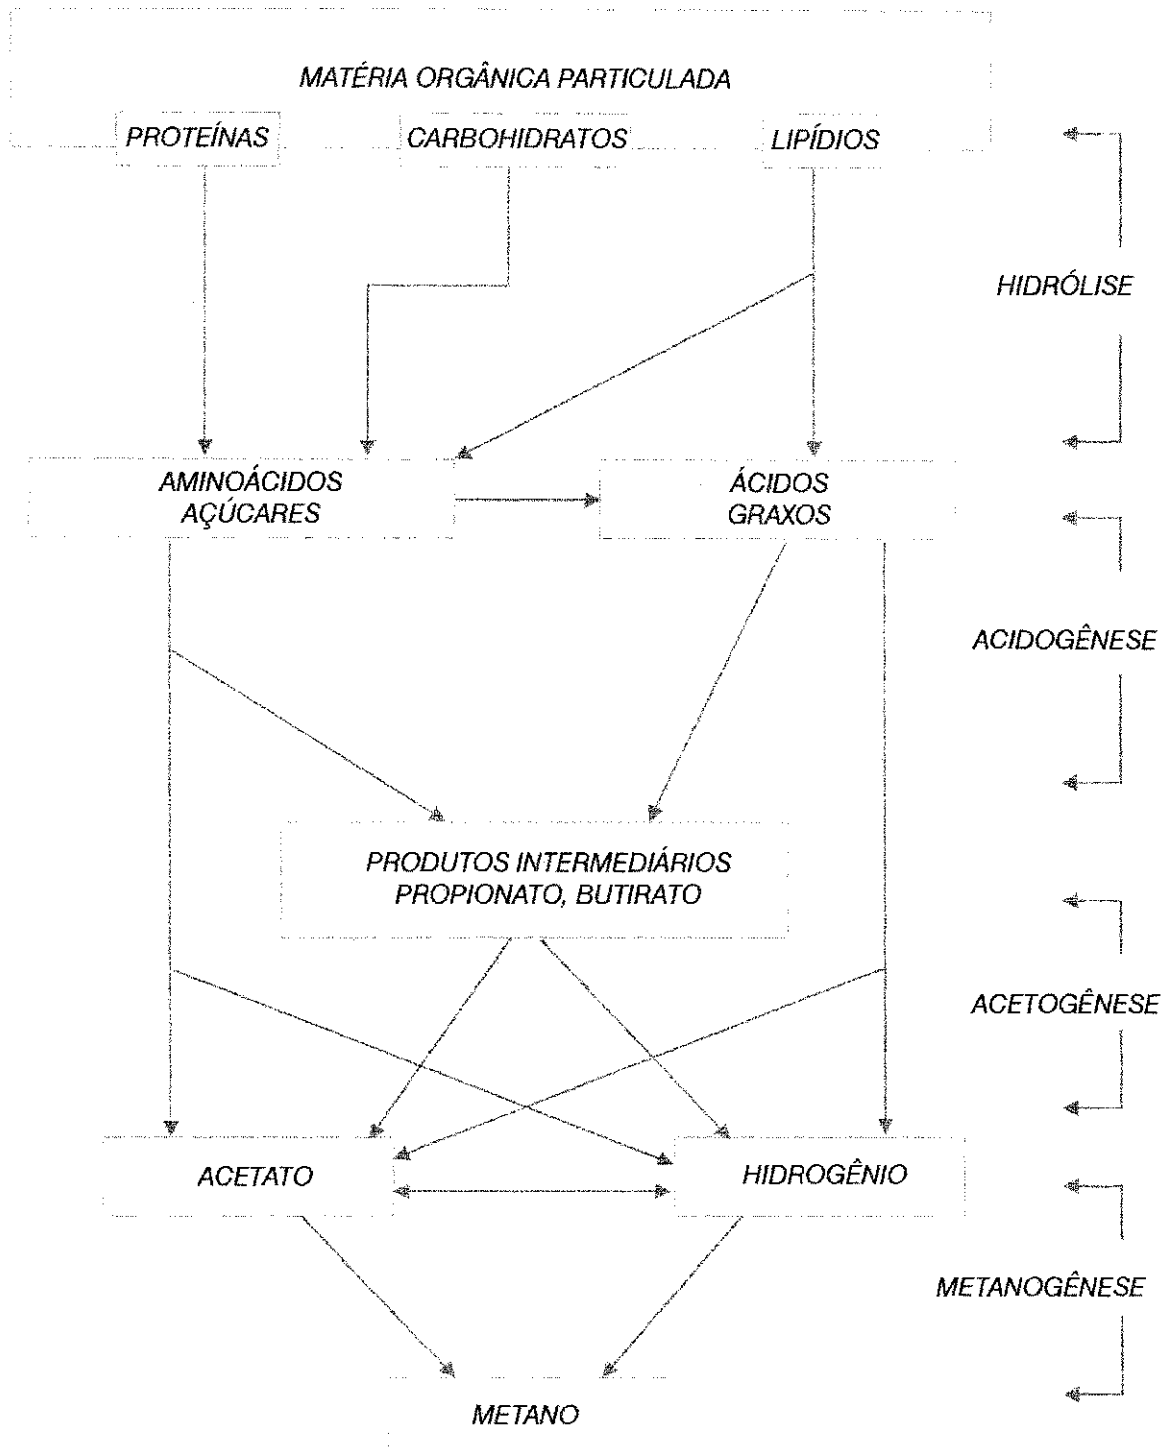 MATÉRIA ORGÂNICA PARTICULADA
PROTEÍNAS
CARBOHIDRATOS
LIPÍDIOS
HIDRÓLISE
AMINOÁCIDOS
AÇÚCARES
ÁCIDOS
GRAXOS
ACIDOGÊNESE
PRODUTOS INTERMEDIÁRIOS
PROPIONATO, BUTIRATO
ACETOGÊNESE
ACETATO
HIDROGÊNIO
METANOGÊNESE
METANO